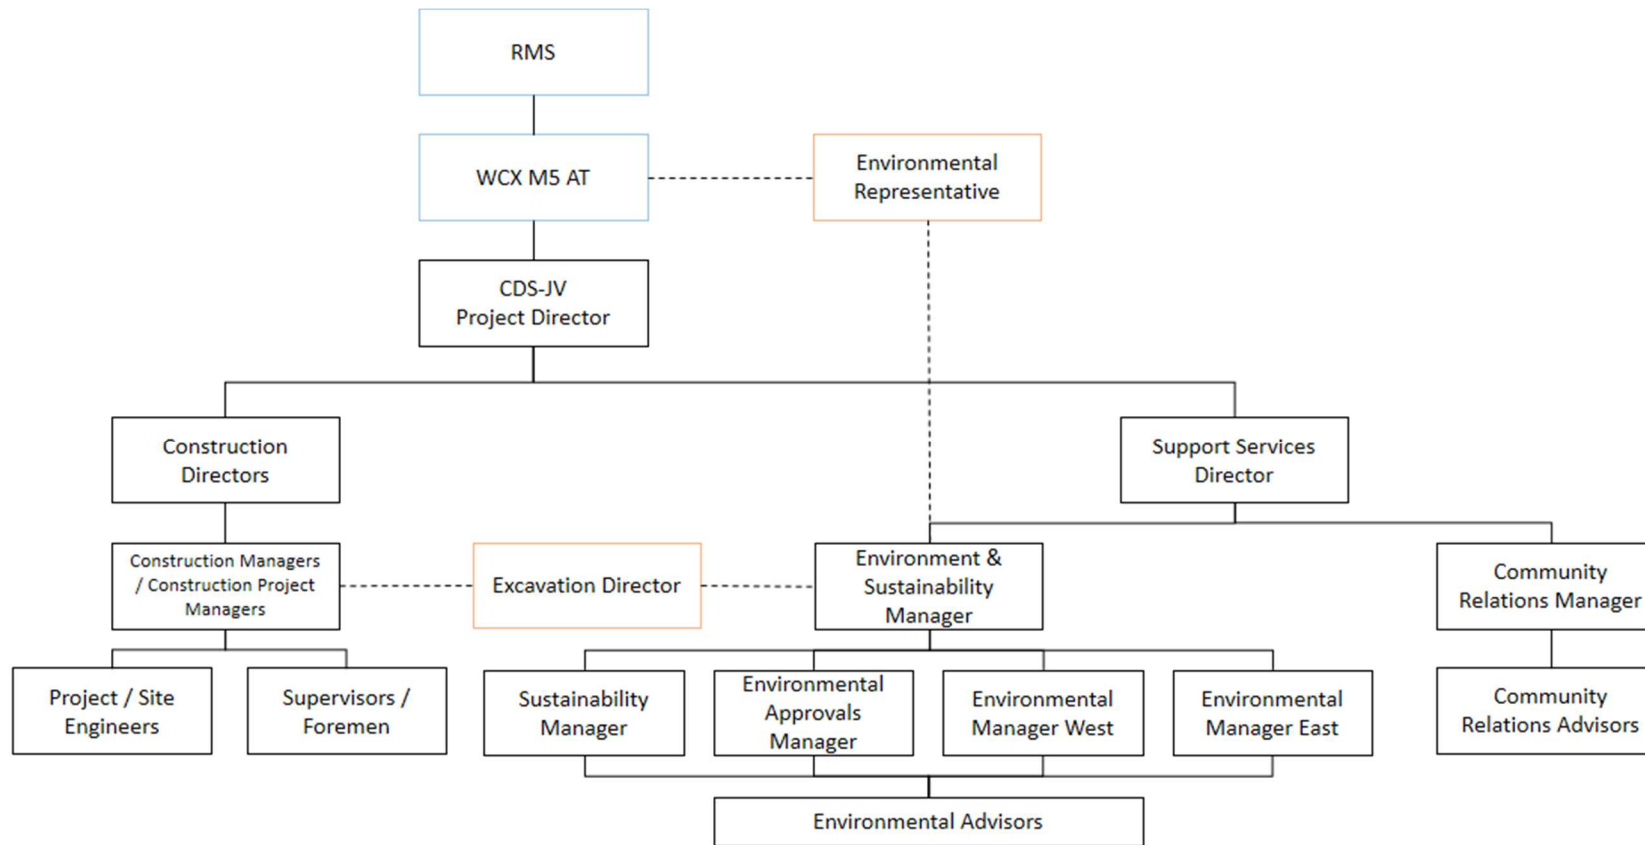 RMS
WCX M5 AT
Environmental
Representative
CDS-JV
Project Director
Construction
Directors
Support Services
Director
Construction Managers
/ Construction Project
Managers
Excavation Director
Environment &
Sustainability
Manager
Community
Relations Manager
Project / Site
Engineers
Supervisors /
Foremen
Sustainability
Manager
Environmental
Approvals
Manager
Environmental
Manager West
Environmental
Manager East
Community
Relations Advisors
Environmental Advisors